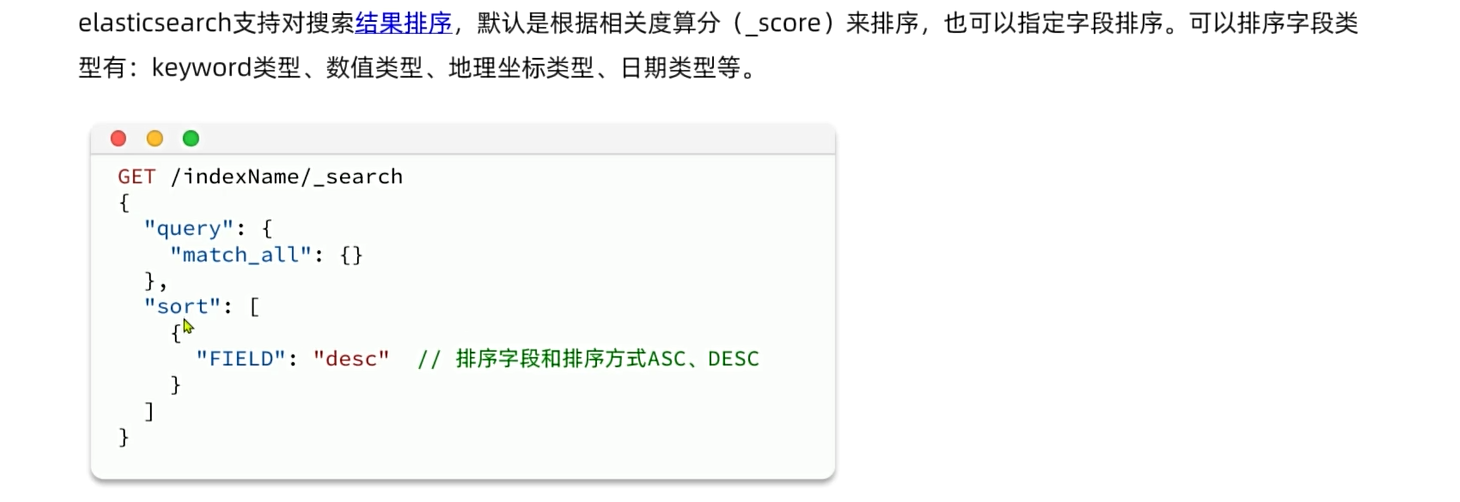 elasticsearch支持对搜索结果排序，默认是根据相关度算分（_score）来排序，也可以指定字段排序。可以排序字段类
型有：keyword类型、数值类型、地理坐标类型、日期类型等。
GET /indexName/_search
{
  "query": {
    "match_all": {}
  },
  "sort": [
    {
      "FIELD": "desc"  // 排序字段和排序方式ASC、DESC
    }
  ]
}